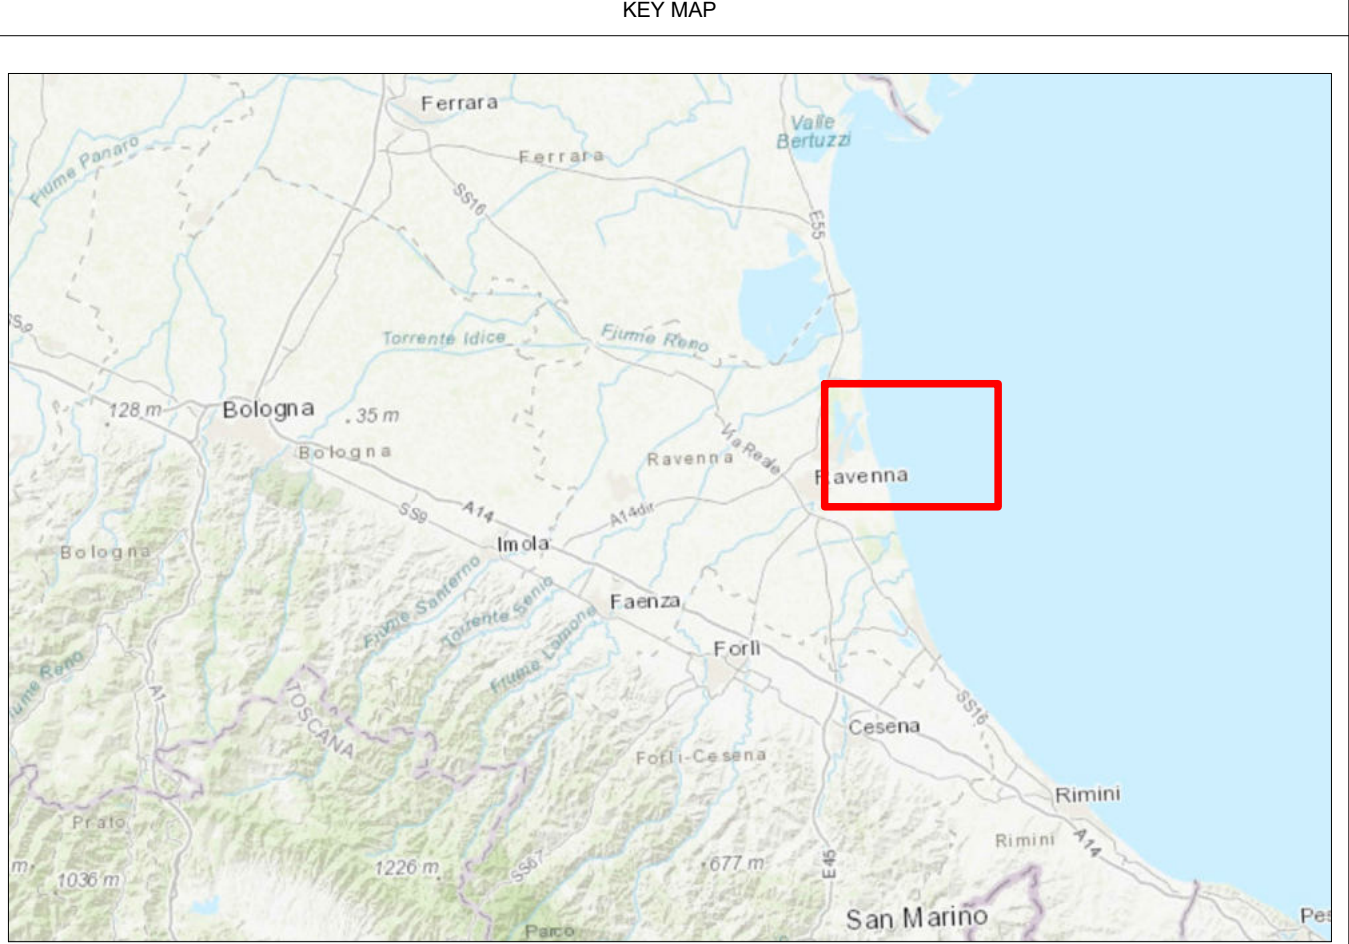 KEY MAP
Ferrara
Valle
Bertuzzi
Fiume Panaro
Ferrara
SS16
E55
SS9
Torrente Idice
Fiume Reno
128 m
Bologna
35 m
Bologna
Via Reale
Ravenna
Ravenna
A14
SS9
A14dir
Imola
Bologna
Fiume Santerno
Torrente Senio
Faenza
Fiume Lamone
Forlì
A1
TOSCANA
SS16
Cesena
Forlì-Cesena
Rimini
Prato
Rimini
A14
1036 m
1226 m
SS67
677 m
E45
San Marino
Parco